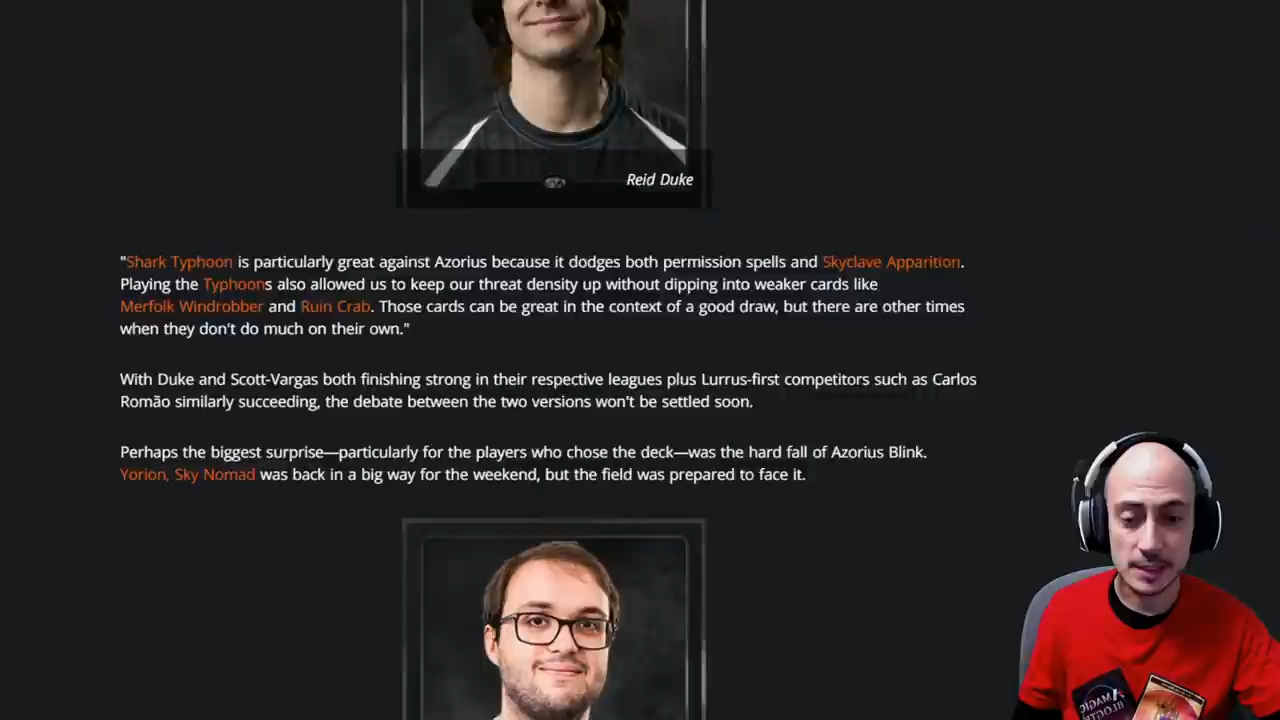 Reid Duke
"Shark Typhoon is particularly great against Azorius because it dodges both permission spells and Skyclave Apparition.
Playing the Typhoons also allowed us to keep our threat density up without dipping into weaker cards like
Merfolk Windrobber and Ruin Crab. Those cards can be great in the context of a good draw, but there are other times
when they don't do much on their own."
With Duke and Scott-Vargas both finishing strong in their respective leagues plus Lurrus-first competitors such as Carlos
Romão similarly succeeding, the debate between the two versions won't be settled soon.
Perhaps the biggest surprise—particularly for the players who chose the deck—was the hard fall of Azorius Blink.
Yorion, Sky Nomad was back in a big way for the weekend, but the field was prepared to face it.